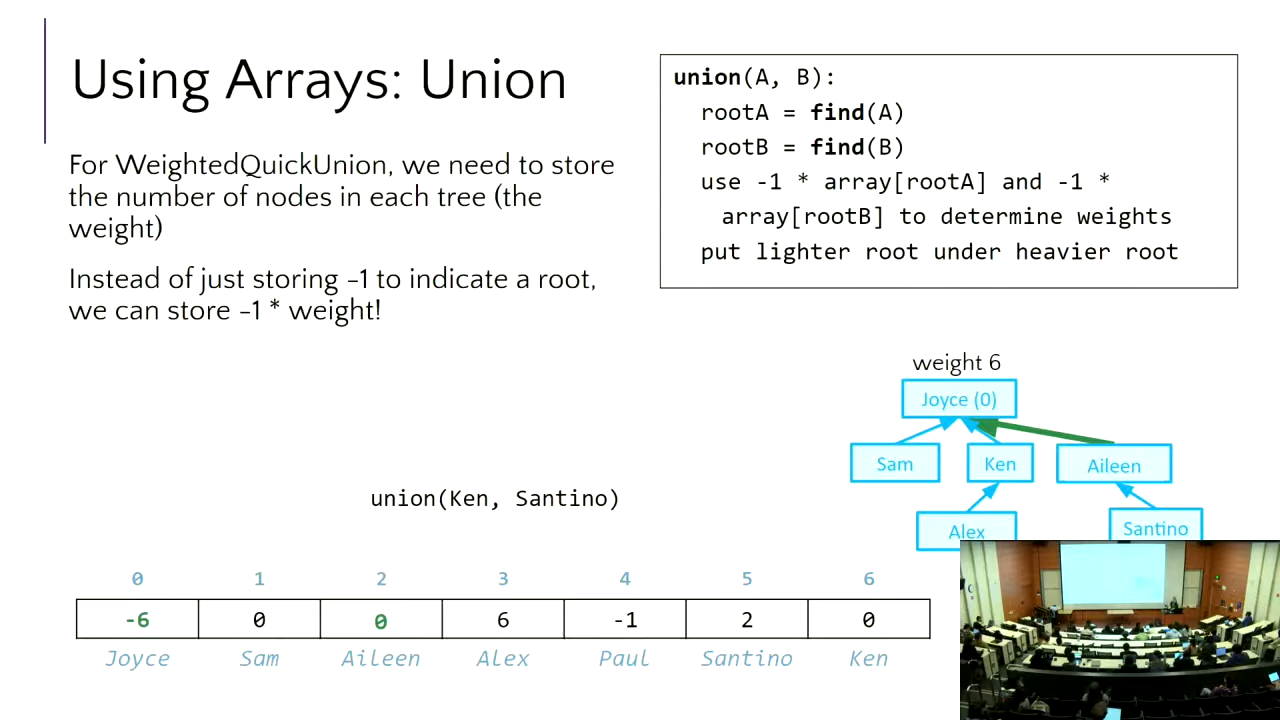 Using Arrays: Union
For WeightedQuickUnion, we need to store
the number of nodes in each tree (the
weight)
Instead of just storing -1 to indicate a root,
we can store -1 * weight!
union(A, B):
rootA = find(A)
rootB = find(B)
use -1 * array[rootA] and -1 *
array[rootB] to determine weights
put lighter root under heavier root
weight 6
Joyce (0)
Sam Ken Aileen
Alex Santino
union(Ken, Santino)
0 1 2 3 4 5 6
-6 0 0 6 -1 2 0
Joyce Sam Aileen Alex Paul Santino Ken